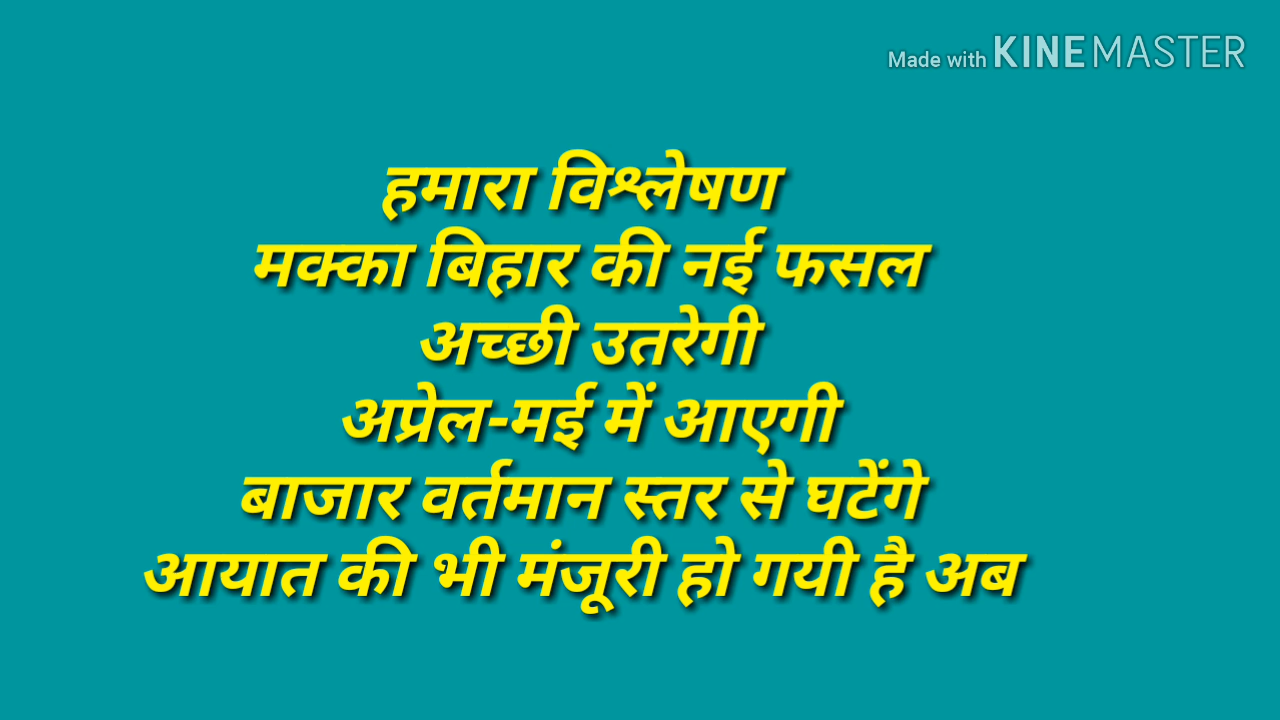 Made with KINEMASTER
हमारा विश्लेषण
मक्का बिहार की नई फसल
अच्छी उतरेगी
अप्रेल-मई में आएगी
बाजार वर्तमान स्तर से घटेंगे
आयात की भी मंजूरी हो गयी है अब